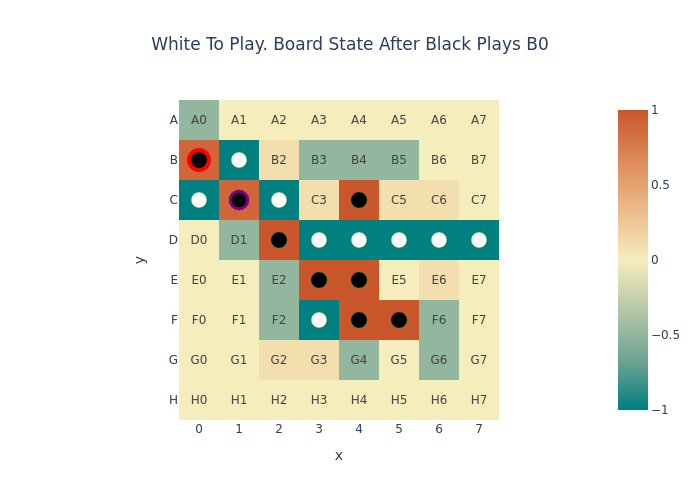 White To Play. Board State After Black Plays B0
A A0 A1 A2 A3 A4 A5 A6 A7
B B2 B3 B4 B5 B6 B7
C C3 C5 C6 C7
D D0 D1
E E0 E1 E2 E5 E6 E7
F F0 F1 F2 F6 F7
G G0 G1 G2 G3 G4 G5 G6 G7
H H0 H1 H2 H3 H4 H5 H6 H7
0 1 2 3 4 5 6 7
x
y
1
0.5
0
−0.5
−1